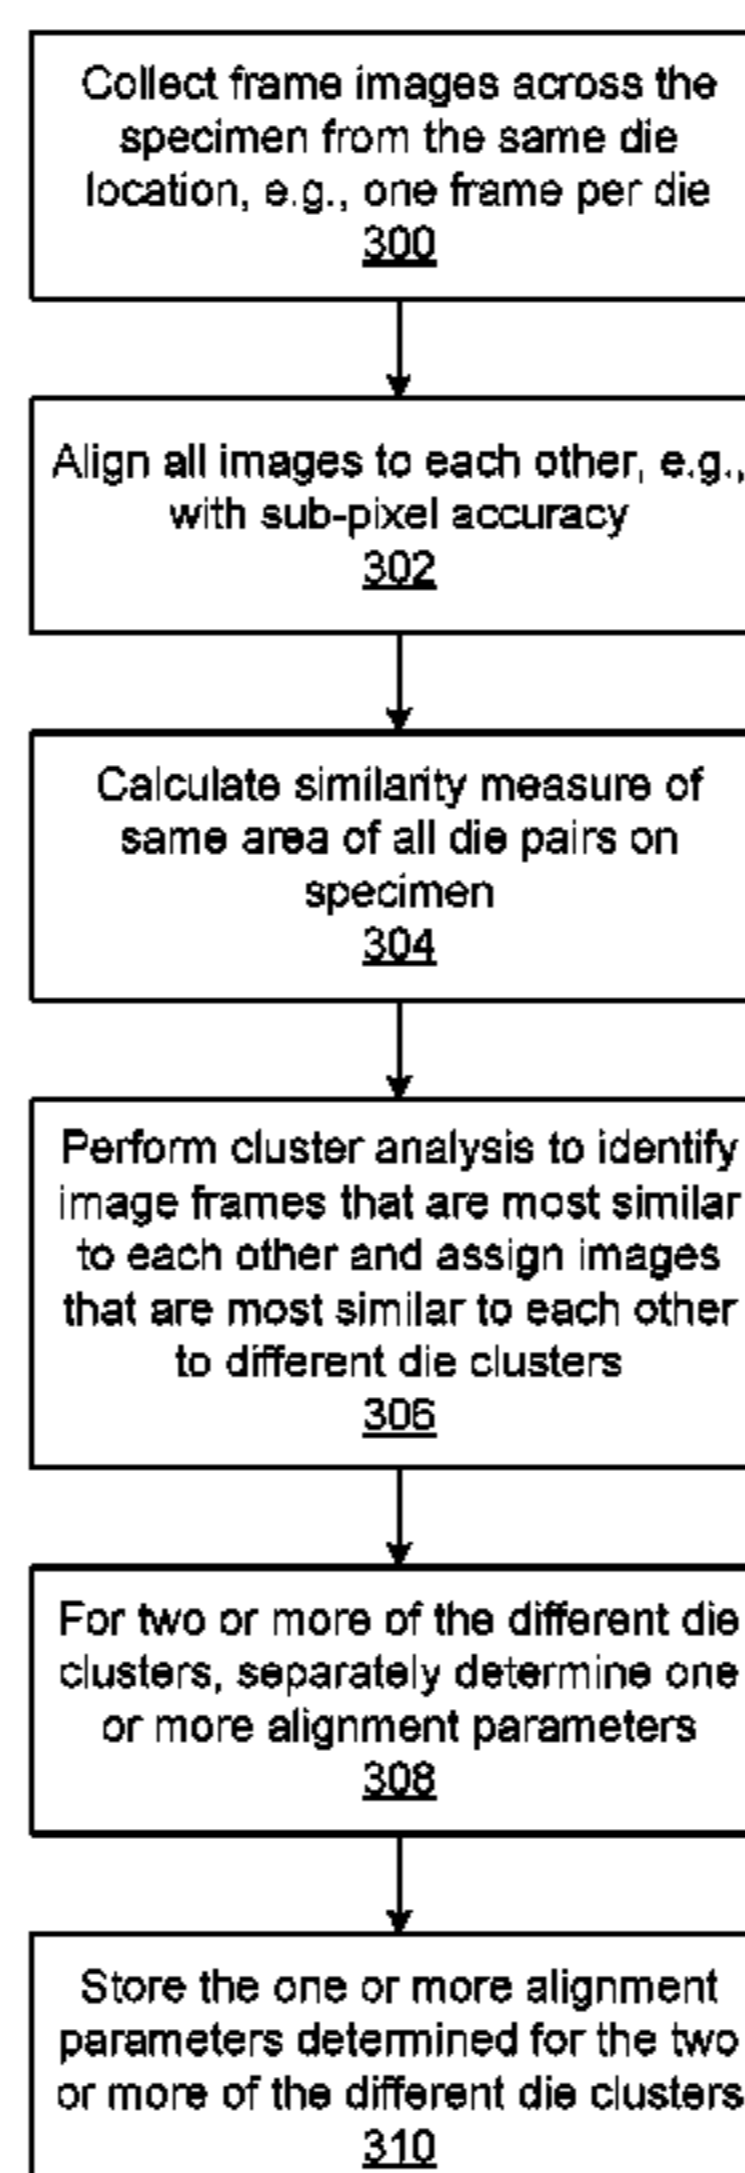 Collect frame images across the
specimen from the same die
location, e.g., one frame per die
300
Align all images to each other, e.g.,
with sub-pixel accuracy
302
Calculate similarity measure of
same area of all die pairs on
specimen
304
Perform cluster analysis to identify
image frames that are most similar
to each other and assign images
that are most similar to each other
to different die clusters
306
For two or more of the different die
clusters, separately determine one
or more alignment parameters
308
Store the one or more alignment
parameters determined for the two
or more of the different die clusters
310